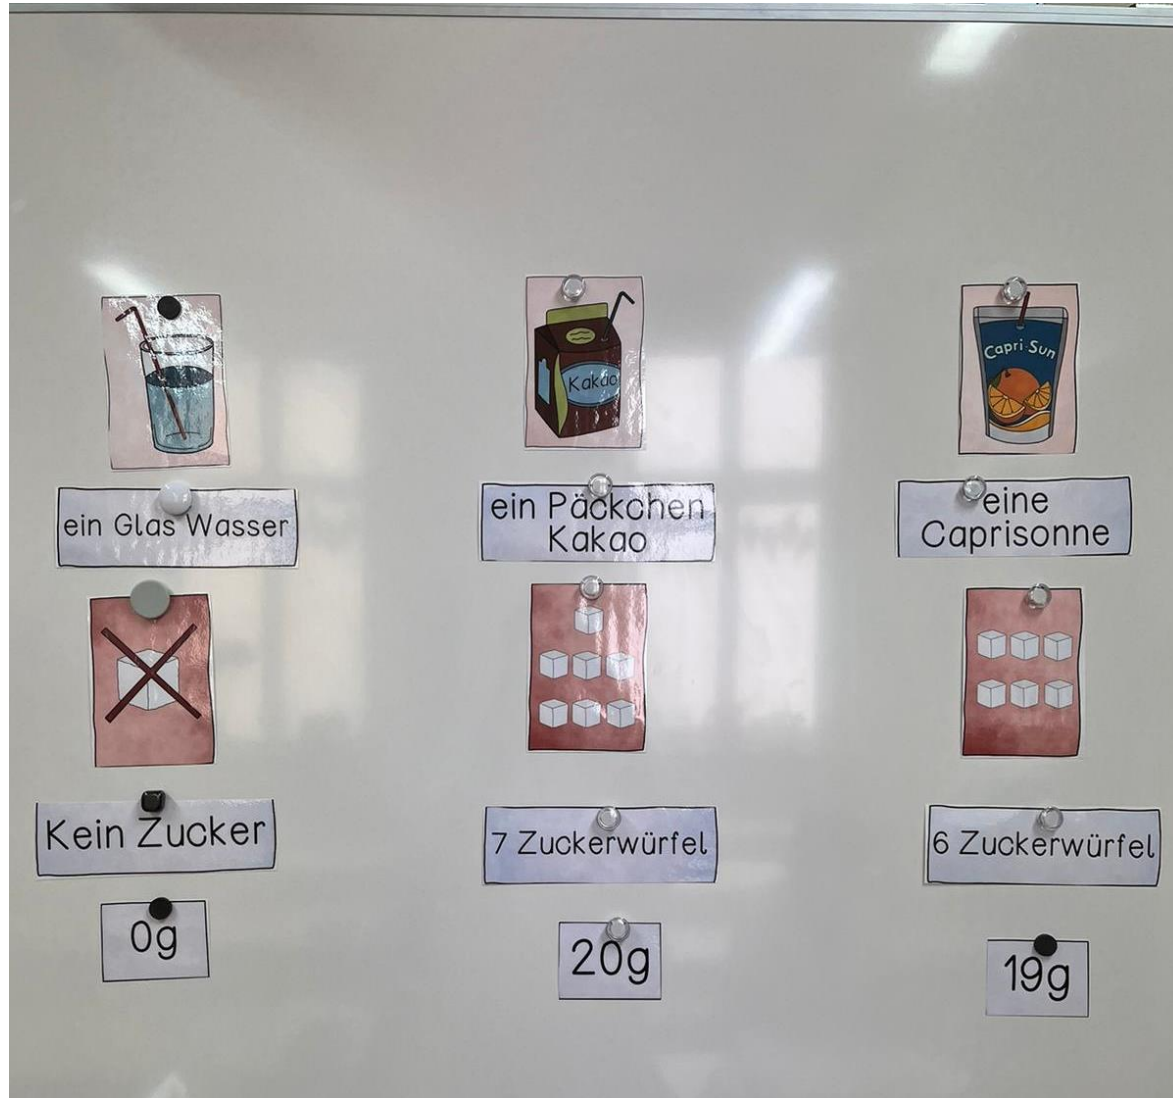 Kakao
Capri-Sun
ein Glas Wasser
ein Päckchen
Kakao
eine
Caprisonne
Kein Zucker
7 Zuckerwürfel
6 Zuckerwürfel
0g
20g
19g